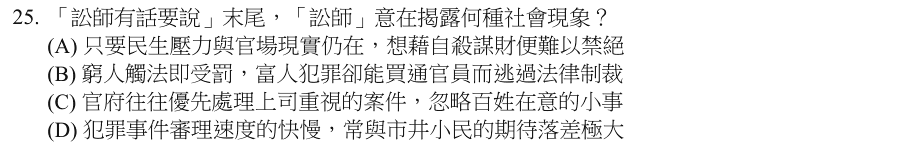 25. 「訟師有話要說」末尾，「訟師」意在揭露何種社會現象？
(A) 只要民生壓力與官場現實仍在，想藉自殺謀財便難以禁絕
(B) 窮人觸法即受罰，富人犯罪卻能買通官員而逃過法律制裁
(C) 官府往往優先處理上司重視的案件，忽略百姓在意的小事
(D) 犯罪事件審理速度的快慢，常與市井小民的期待落差極大